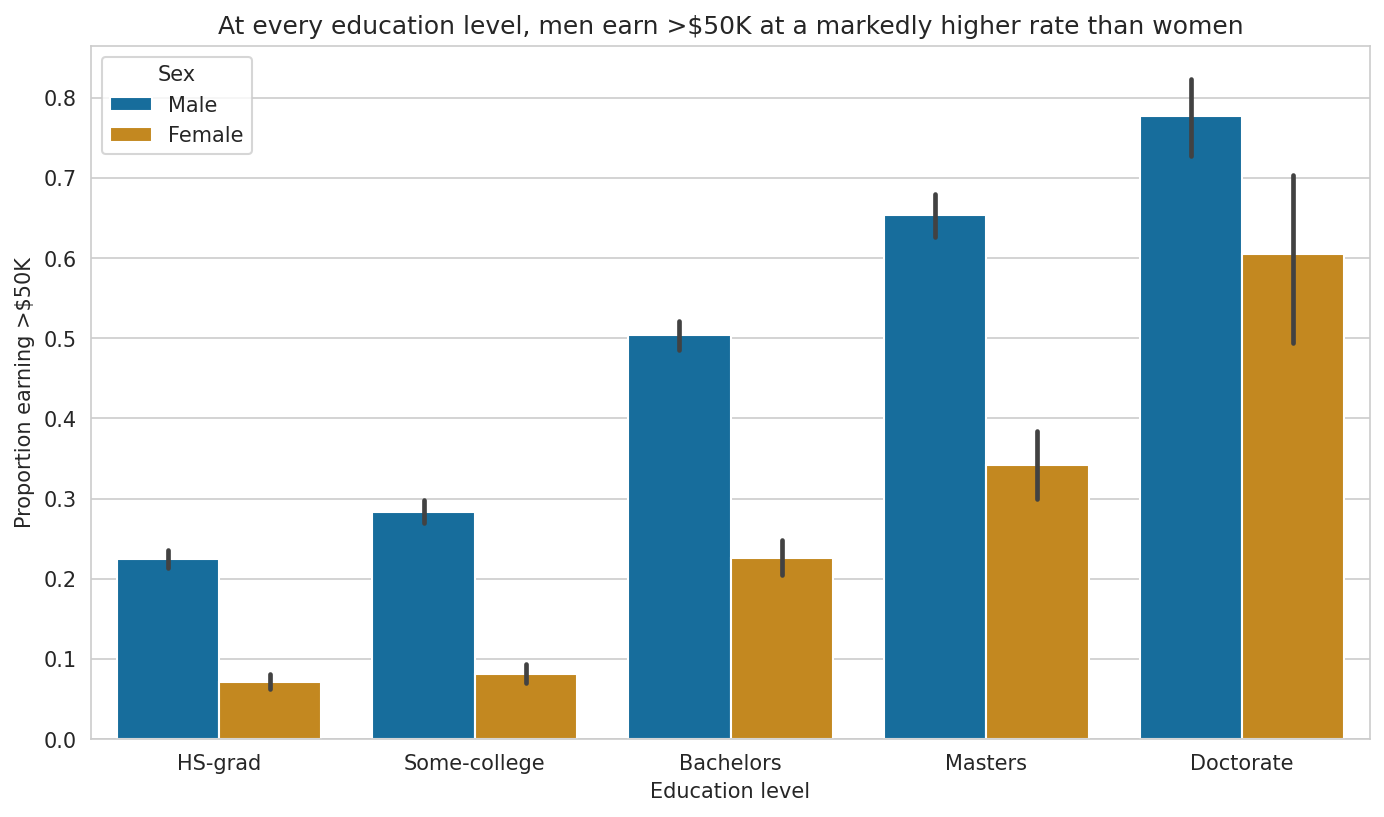 At every education level, men earn >$50K at a markedly higher rate than women
Sex
Male
Female
Proportion earning >$50K
0.8
0.7
0.6
0.5
0.4
0.3
0.2
0.1
0.0
HS-grad
Some-college
Bachelors
Masters
Doctorate
Education level